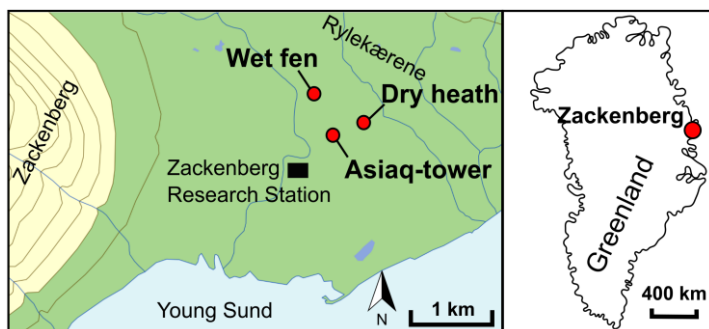 Rylekærene
Wet fen
Dry heath
Zackenberg
Asiaq-tower
Zackenberg
Research Station
Young Sund
N
1 km
Zackenberg
Greenland
400 km